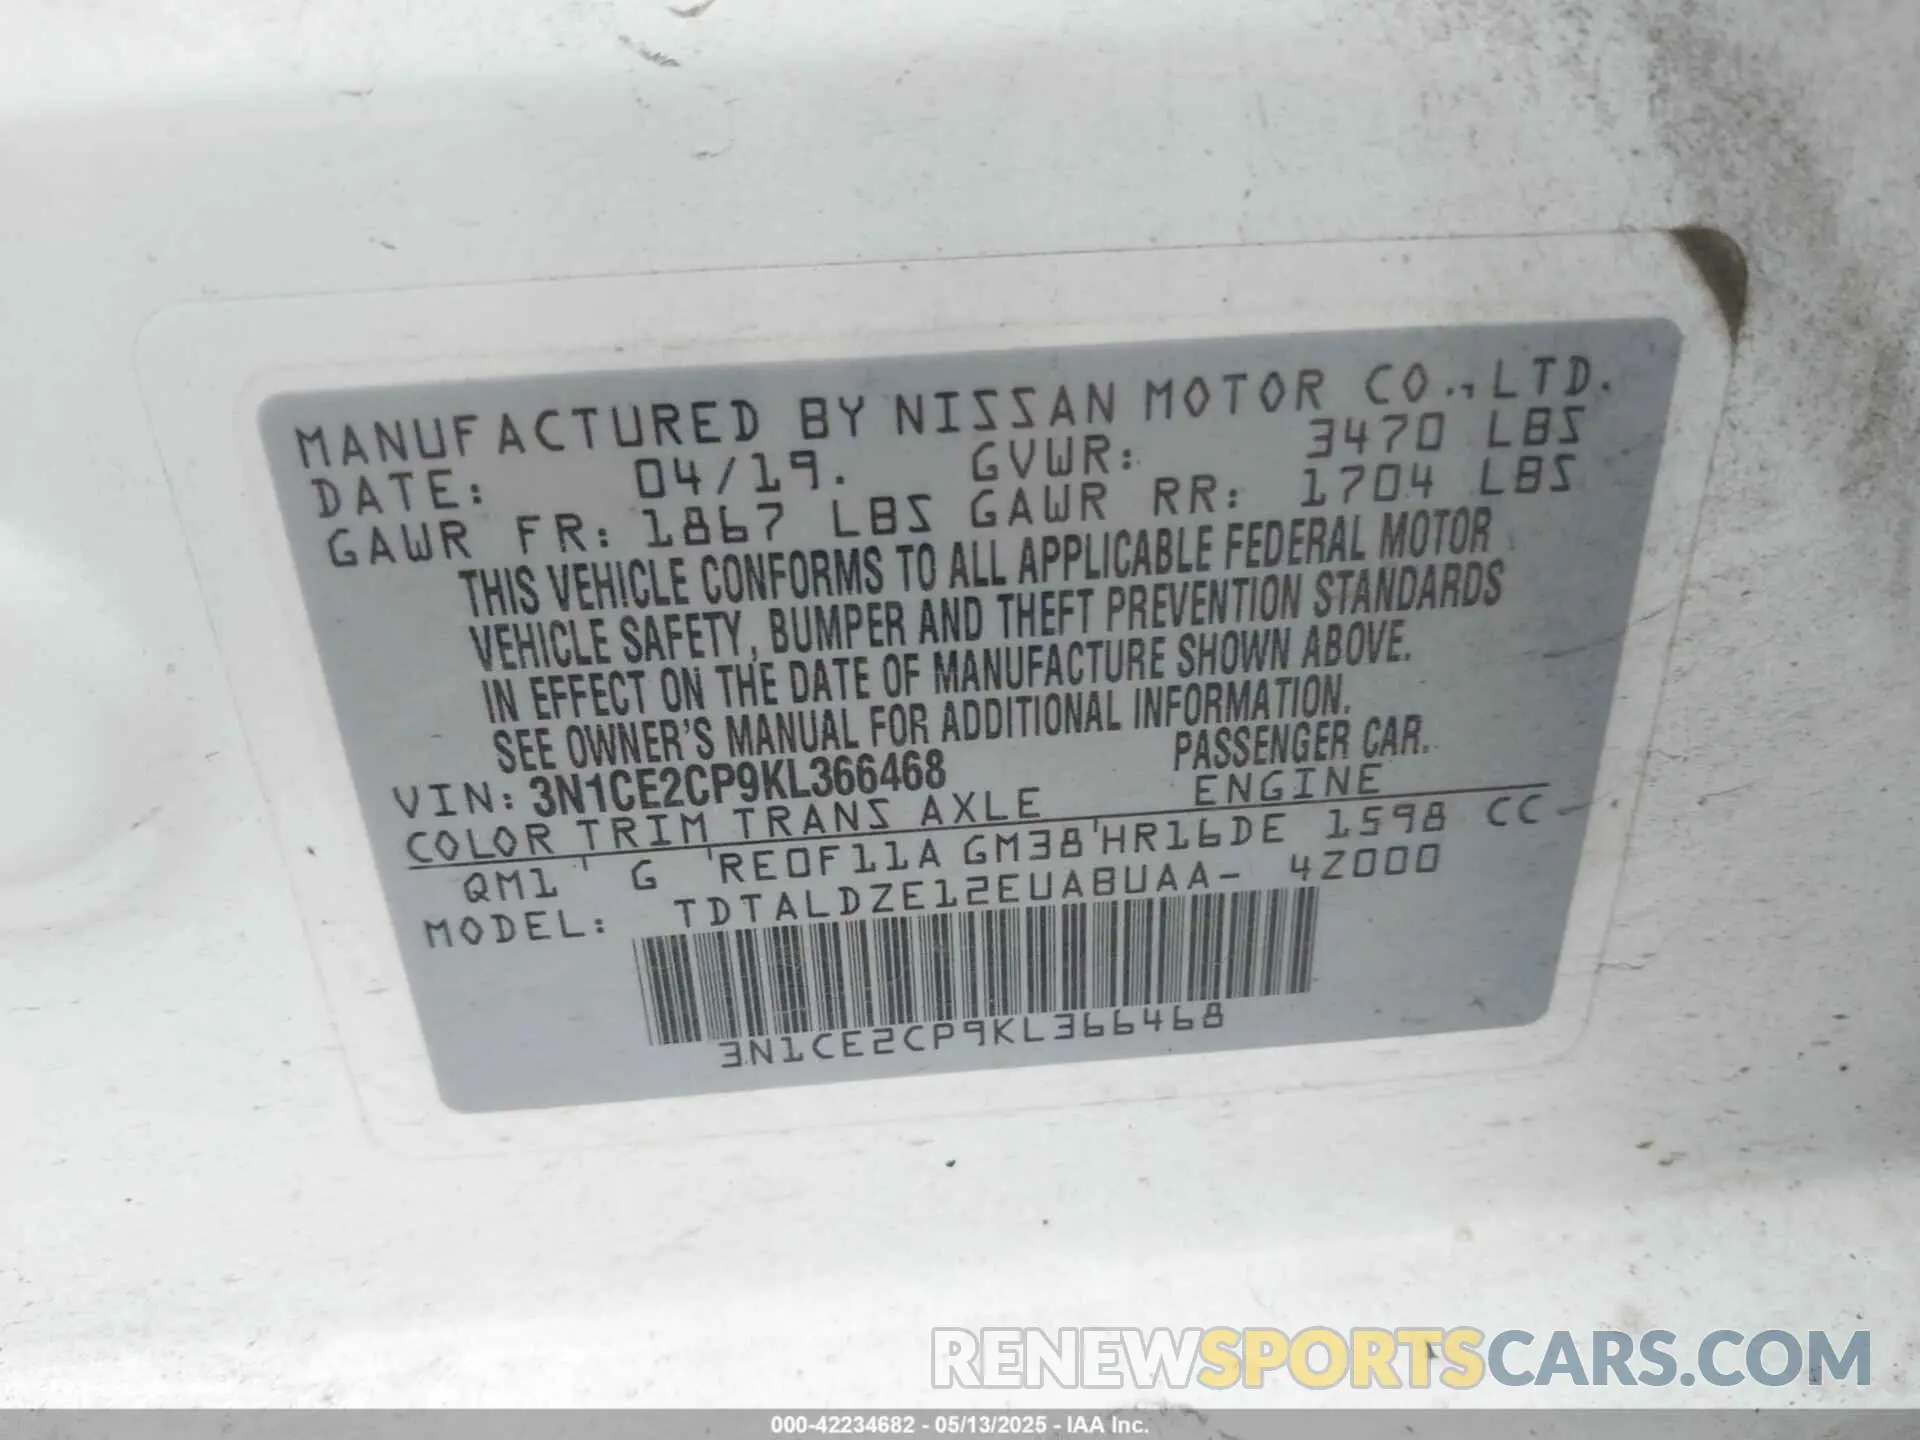 MANUFACTURED BY NISSAN MOTOR CO., LTD.
DATE: 04/19. GVWR: 3470 LBS
GAWR FR: 1867 LBS GAWR RR: 1704 LBS
THIS VEHICLE CONFORMS TO ALL APPLICABLE FEDERAL MOTOR
VEHICLE SAFETY, BUMPER AND THEFT PREVENTION STANDARDS
IN EFFECT ON THE DATE OF MANUFACTURE SHOWN ABOVE.
SEE OWNER'S MANUAL FOR ADDITIONAL INFORMATION.
VIN: 3N1CE2CP9KL366468 PASSENGER CAR.
COLOR TRIM TRANS AXLE ENGINE
QM1 G RE0F11A GM38 HR16DE 1598 CC
MODEL: TDTALDZE12EUABUAA- 4Z000
3N1CE2CP9KL366468
RENEWSPORTSCARS.COM
000-42234682 - 05/13/2025 - IAA Inc.